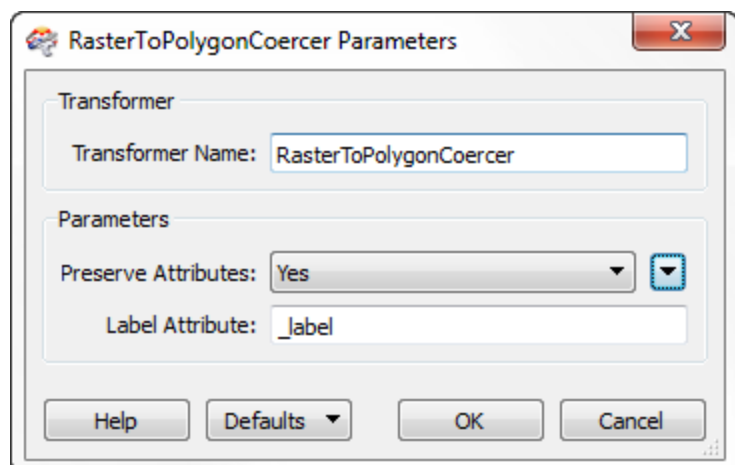 RasterToPolygonCoercer Parameters
Transformer
Transformer Name: RasterToPolygonCoercer
Parameters
Preserve Attributes: Yes
Label Attribute: _label
Help Defaults OK Cancel